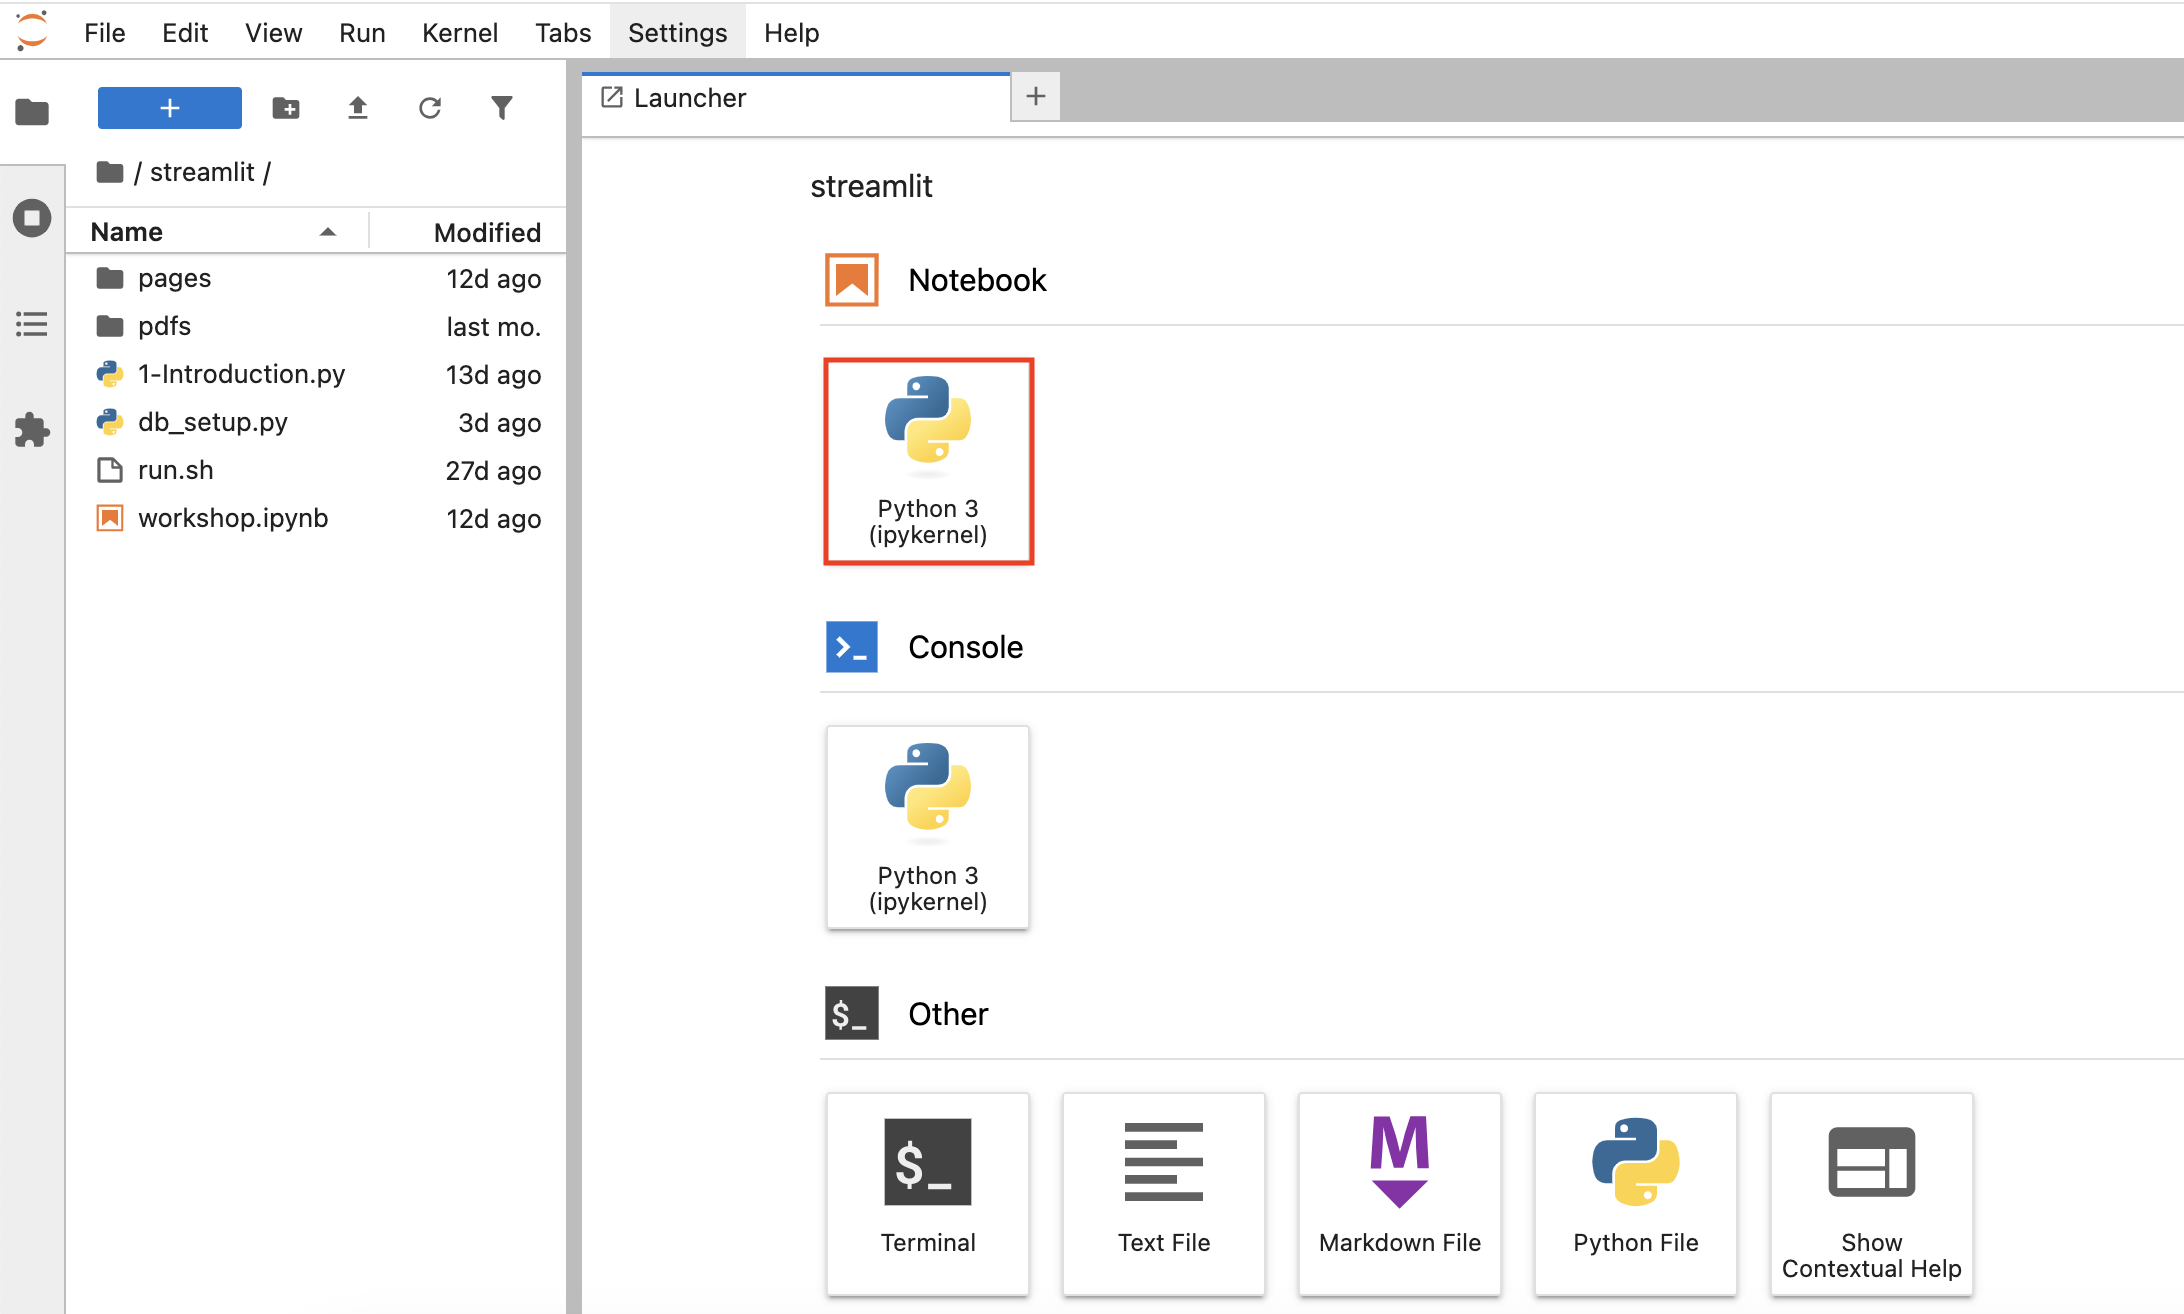 File Edit View Run Kernel Tabs Settings Help
+
/ streamlit /
Name Modified
pages 12d ago
pdfs last mo.
1-Introduction.py 13d ago
db_setup.py 3d ago
run.sh 27d ago
workshop.ipynb 12d ago
Launcher +
streamlit
Notebook
Python 3
(ipykernel)
>_ Console
Python 3
(ipykernel)
$_ Other
$_
Terminal
Text File
M
Markdown File
Python File
Show
Contextual Help